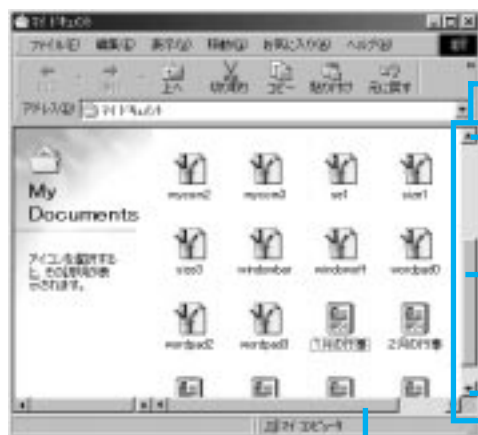 マイ ドキュメント
ファイル(F) 編集(E) 表示(V) 移動(G) お気に入り(A) ヘルプ(H)
上へ 切り取り コピー 貼り付け 元に戻す
アドレス(D) マイ ドキュメント
My
Documents
アイコンを選択する
と、その説明が表
示されます。
mycom2 mycom3 se1 size1
size3 windowbar windowoff wordpad0
wordpad2 wordpad3 1月の行事 2月の行事
マイ コンピュータ